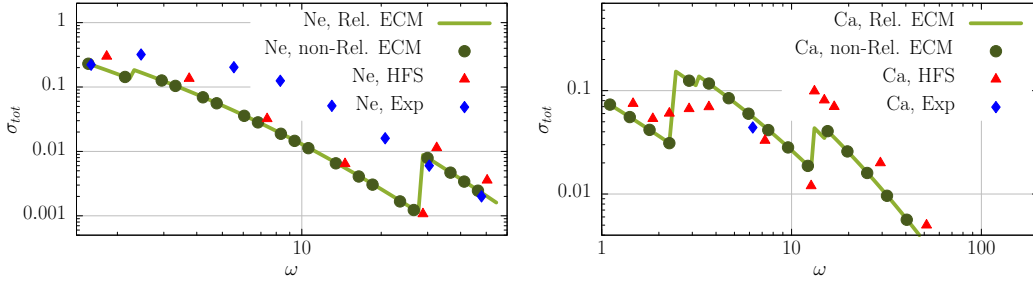 1
0.1
0.01
0.001
10
σtot
ω
Ne, Rel. ECM
Ne, non-Rel. ECM
Ne, HFS
Ne, Exp
0.1
0.01
1
10
100
σtot
ω
Ca, Rel. ECM
Ca, non-Rel. ECM
Ca, HFS
Ca, Exp